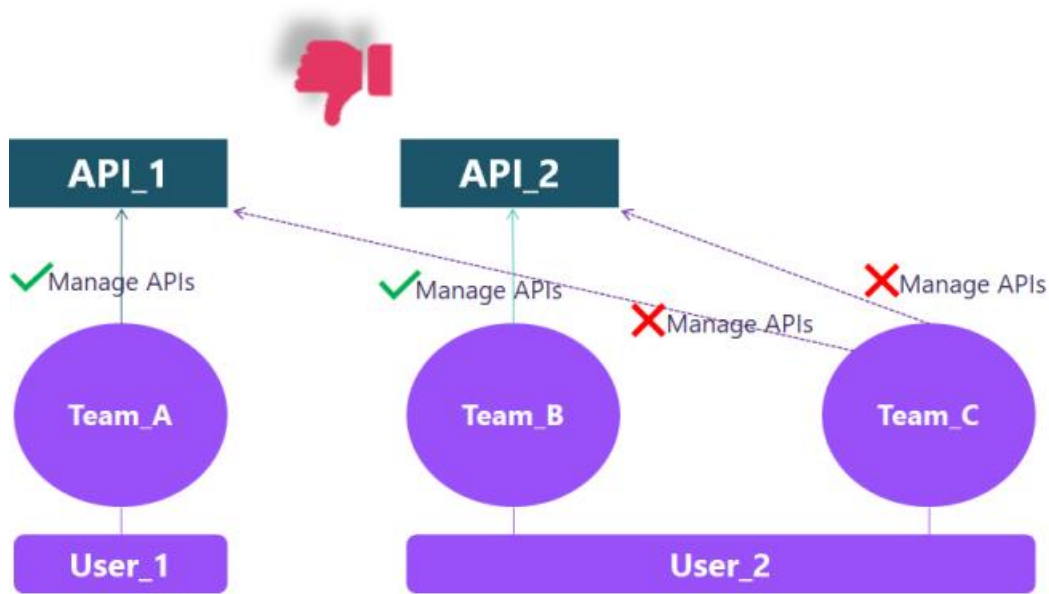 API_1
API_2
Manage APIs
Manage APIs
Manage APIs
Manage APIs
Team_A
Team_B
Team_C
User_1
User_2